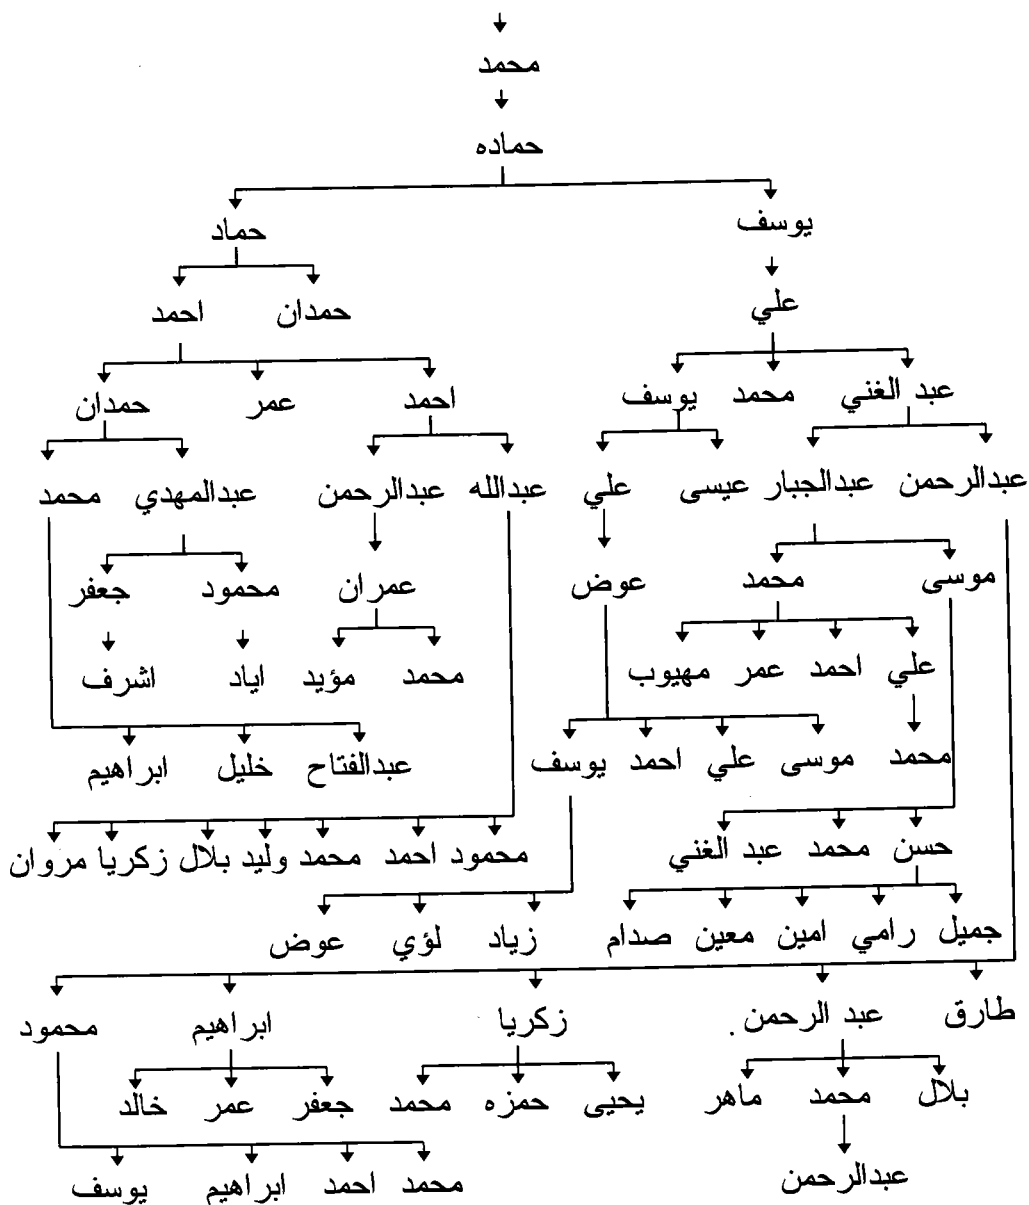 محمد
حماده
يوسف حماد
علي حمدان احمد
عبد الغني محمد يوسف احمد عمر حمدان
عبدالرحمن عبدالجبار عيسى علي عبدالله عبدالرحمن عبدالمهدي محمد
موسى محمد عوض عمران محمود جعفر
علي احمد عمر مهيوب محمد مؤيد اياد اشرف
محمد موسى علي احمد يوسف عبدالفتاح خليل ابراهيم
حسن محمد عبد الغني محمود احمد محمد وليد بلال زكريا مروان
جميل رامي امين معين صدام زياد لؤي عوض
طارق عبد الرحمن زكريا ابراهيم محمود
بلال محمد ماهر يحيى حمزه محمد جعفر عمر خالد
عبدالرحمن محمد احمد ابراهيم يوسف